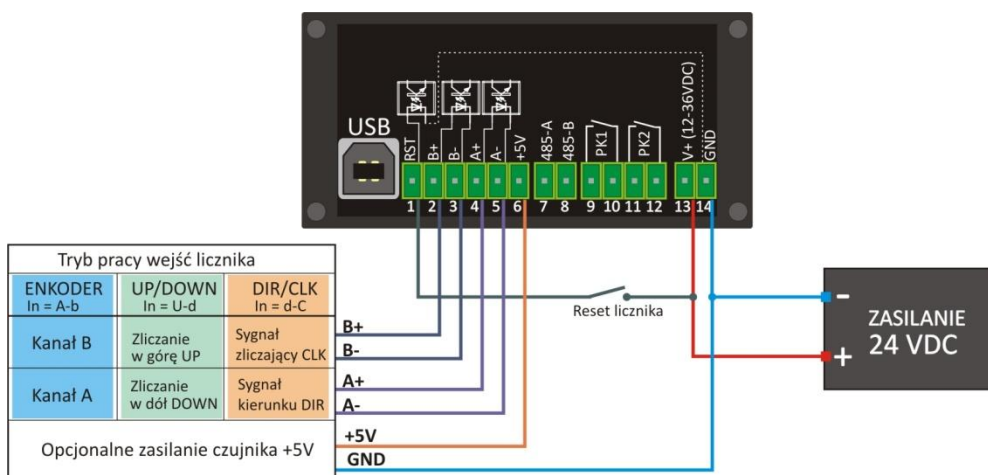 USB
RST
B+
B-
A+
A-
+5V
485-A
485-B
PK1
PK2
V+ (12-36VDC)
GND
1 2 3 4 5 6 7 8 9 10 11 12 13 14
Tryb pracy wejść licznika
ENKODER UP/DOWN DIR/CLK
In = A-b In = U-d In = d-C
Kanał B
Zliczanie
w górę UP
Sygnał
zliczający CLK
Kanał A
Zliczanie
w dół DOWN
Sygnał
kierunku DIR
Opcjonalne zasilanie czujnika +5V
B+
B-
A+
A-
+5V
GND
Reset licznika
-
+
ZASILANIE
24 VDC